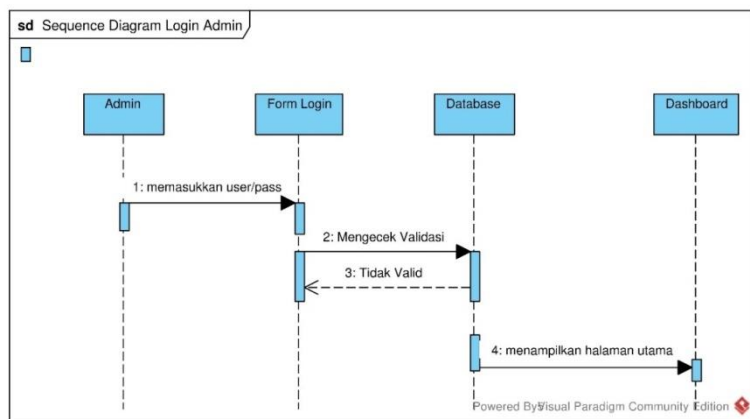 sd Sequence Diagram Login Admin
Admin
Form Login
Database
Dashboard
1: memasukkan user/pass
2: Mengecek Validasi
3: Tidak Valid
4: menampilkan halaman utama
Powered By Visual Paradigm Community Edition